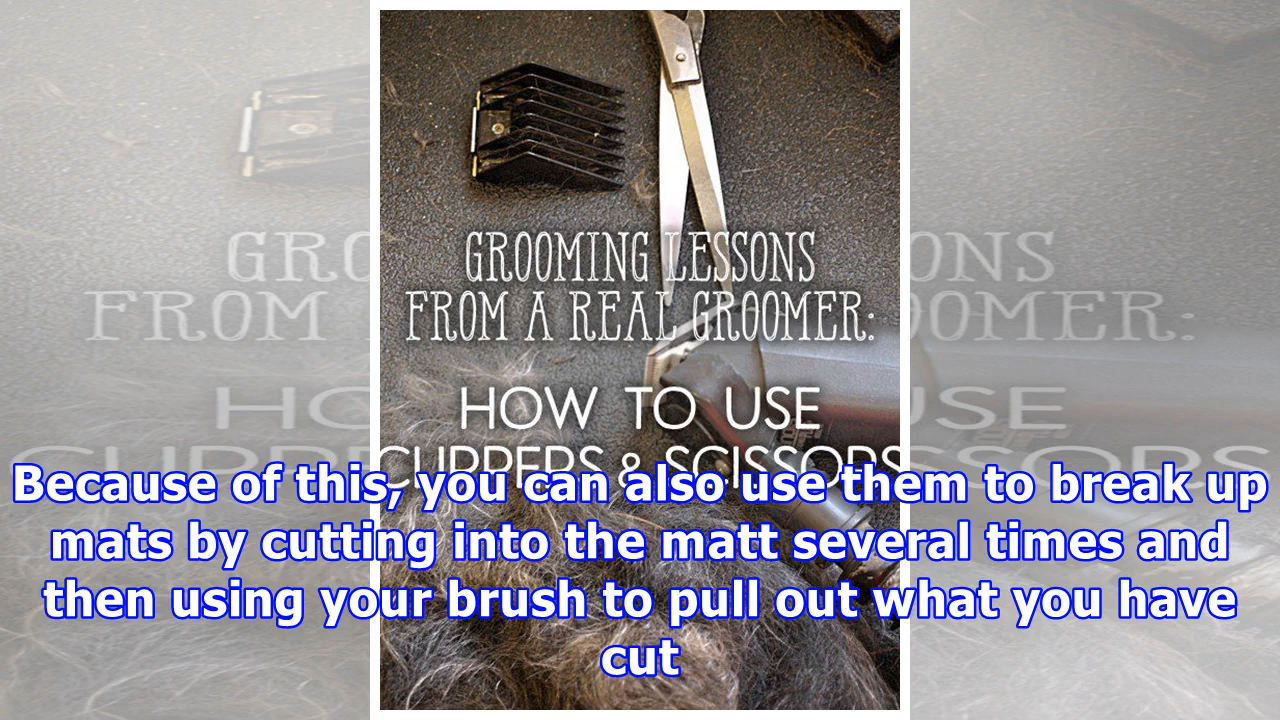 GROOMING LESSONS
FROM A REAL GROOMER:
HOW TO USE
CLIPPERS & SCISSORS
Because of this, you can also use them to break up
mats by cutting into the matt several times and
then using your brush to pull out what you have
cut